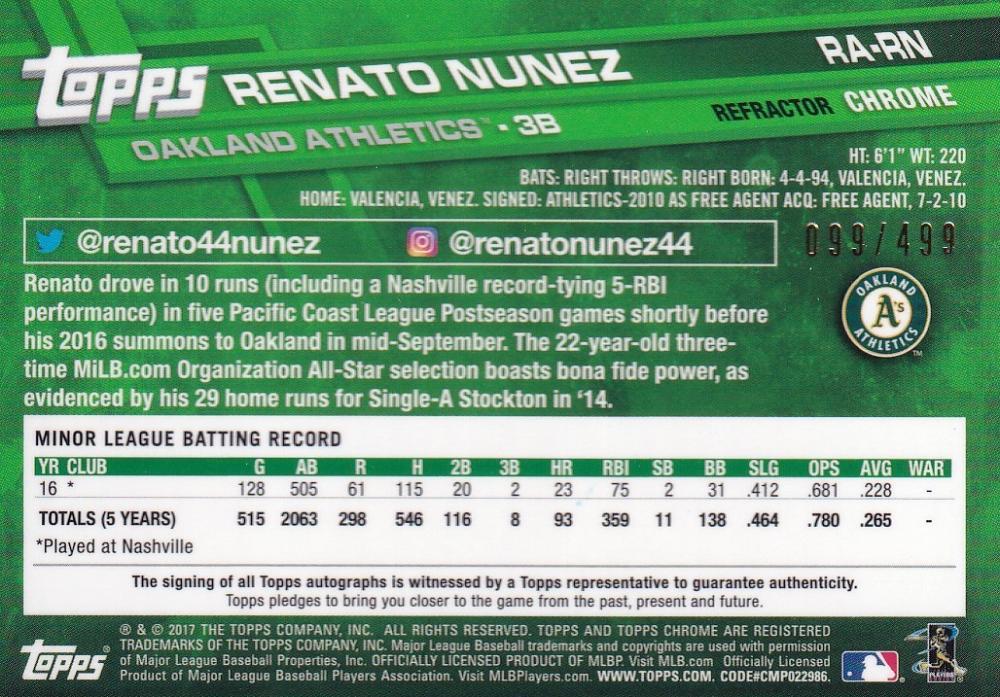 topps RENATO NUNEZ RA-RN
OAKLAND ATHLETICS™ • 3B REFRACTOR CHROME
HT: 6'1" WT: 220
BATS: RIGHT THROWS: RIGHT BORN: 4-4-94, VALENCIA, VENEZ.
HOME: VALENCIA, VENEZ. SIGNED: ATHLETICS-2010 AS FREE AGENT ACQ: FREE AGENT, 7-2-10
@renato44nunez @renatonunez44 099/499
Renato drove in 10 runs (including a Nashville record-tying 5-RBI
performance) in five Pacific Coast League Postseason games shortly before
his 2016 summons to Oakland in mid-September. The 22-year-old three-
time MiLB.com Organization All-Star selection boasts bona fide power, as
evidenced by his 29 home runs for Single-A Stockton in '14.
OAKLAND
A's
ATHLETICS™
MINOR LEAGUE BATTING RECORD
YR CLUB G AB R H 2B 3B HR RBI SB BB SLG OPS AVG WAR
16 * 128 505 61 115 20 2 23 75 2 31 .412 .681 .228 -
TOTALS (5 YEARS) 515 2063 298 546 116 8 93 359 11 138 .464 .780 .265 -
*Played at Nashville
The signing of all Topps autographs is witnessed by a Topps representative to guarantee authenticity.
Topps pledges to bring you closer to the game from the past, present and future.
topps®
® & © 2017 THE TOPPS COMPANY, INC. ALL RIGHTS RESERVED. TOPPS AND TOPPS CHROME ARE REGISTERED
TRADEMARKS OF THE TOPPS COMPANY, INC. Major League Baseball trademarks and copyrights are used with permission
of Major League Baseball Properties, Inc. OFFICIALLY LICENSED PRODUCT OF MLBP. Visit MLB.com Officially Licensed
Product of Major League Baseball Players Association. Visit MLBPlayers.com. WWW.TOPPS.COM. CODE#CMP022986.
PLAYERS